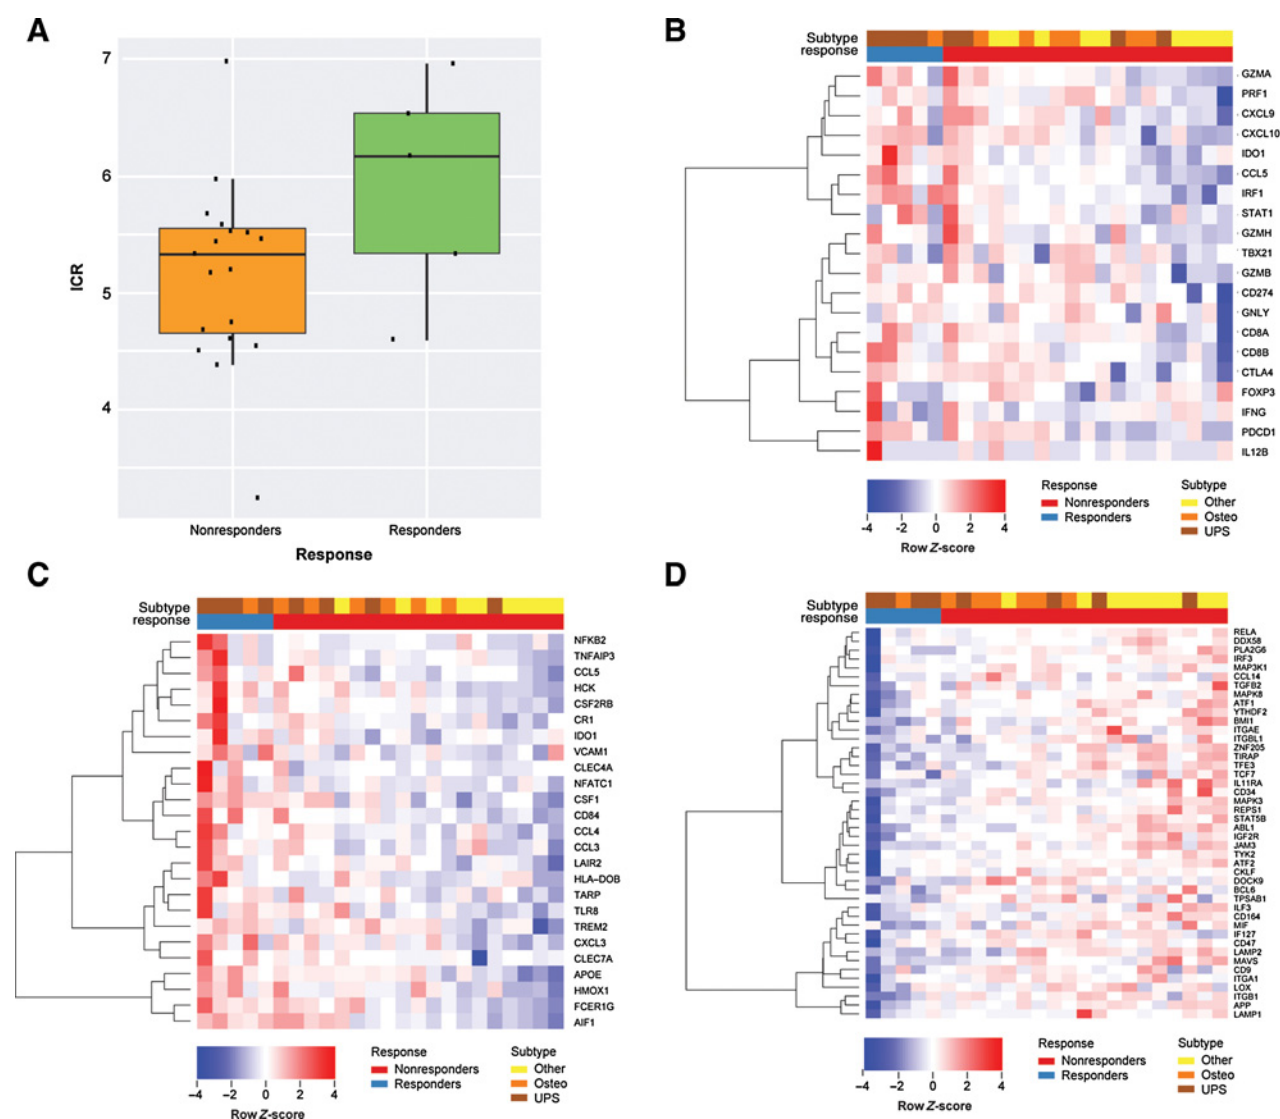 A
7
6
5
4
ICR
Nonresponders
Responders
Response
B
Subtype
response
GZMA
PRF1
CXCL9
CXCL10
IDO1
CCL5
IRF1
STAT1
GZMH
TBX21
GZMB
CD274
GNLY
CD8A
CD8B
CTLA4
FOXP3
IFNG
PDCD1
IL12B
-4 -2 0 2 4
Row Z-score
Response
Nonresponders
Responders
Subtype
Other
Osteo
UPS
C
Subtype
response
NFKB2
TNFAIP3
CCL5
HCK
CSF2RB
CR1
IDO1
VCAM1
CLEC4A
NFATC1
CSF1
CD84
CCL4
CCL3
LAIR2
HLA–DOB
TARP
TLR8
TREM2
CXCL3
CLEC7A
APOE
HMOX1
FCER1G
AIF1
−4 −2 0 2 4
Row Z-score
Response
Nonresponders
Responders
Subtype
Other
Osteo
UPS
D
Subtype
response
RELA
DDX58
PLA2G6
IRF3
MAP3K1
CCL14
TGFB2
MAPK8
ATF1
YTHDF2
BMI1
ITGAE
ITGBL1
ZNF205
TIRAP
TFE3
TCF7
IL11RA
CD34
MAPK3
REPS1
STAT5B
ABL1
IGF2R
JAM3
TYK2
ATF2
CKLF
DOCK9
BCL6
TPSAB1
ILF3
CD164
MIF
IF127
CD47
LAMP2
MAVS
CD9
ITGA1
LOX
ITGB1
APP
LAMP1
−4 −2 0 2 4
Row Z-score
Response
Nonresponders
Responders
Subtype
Other
Osteo
UPS